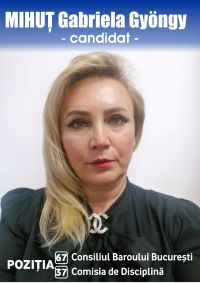 MIHUȚ Gabriela Gyöngy
- candidat -
67 Consiliul Baroului București
POZIȚIA
37 Comisia de Disciplină